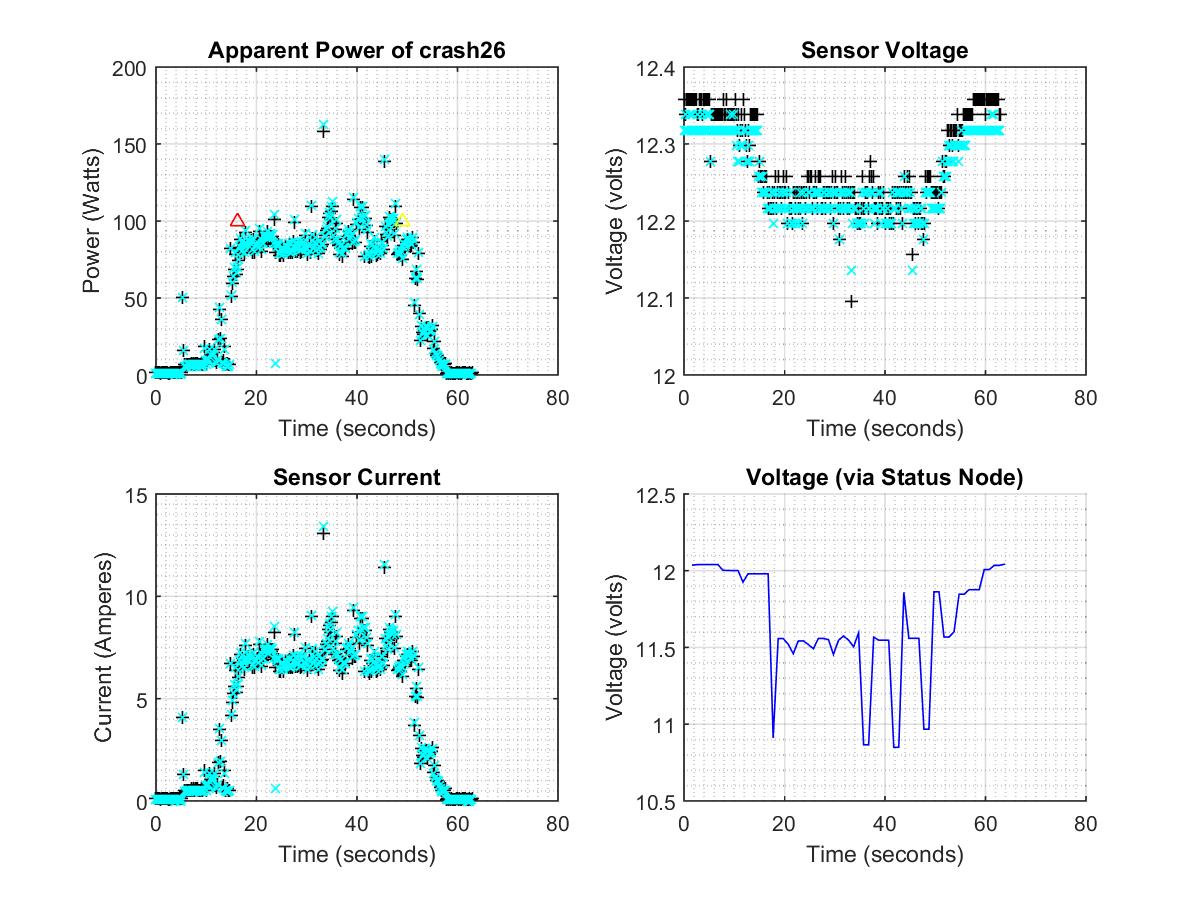 Apparent Power of crash26
200
150
100
50
0
Power (Watts)
0 20 40 60 80
Time (seconds)
Sensor Voltage
12.4
12.3
12.2
12.1
12
Voltage (volts)
0 20 40 60 80
Time (seconds)
Sensor Current
15
10
5
0
Current (Amperes)
0 20 40 60 80
Time (seconds)
Voltage (via Status Node)
12.5
12
11.5
11
10.5
Voltage (volts)
0 20 40 60 80
Time (seconds)